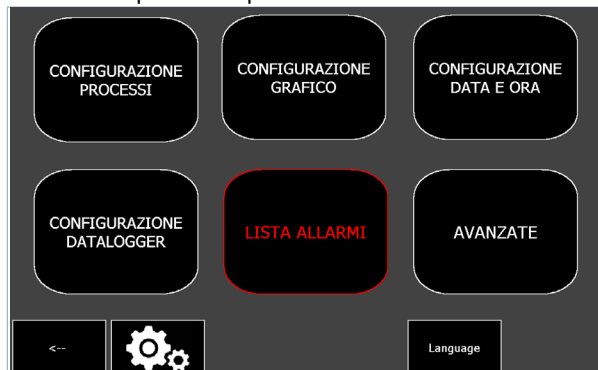 CONFIGURAZIONE
PROCESSI
CONFIGURAZIONE
GRAFICO
CONFIGURAZIONE
DATA E ORA
CONFIGURAZIONE
DATALOGGER
LISTA ALLARMI
AVANZATE
<--
Language